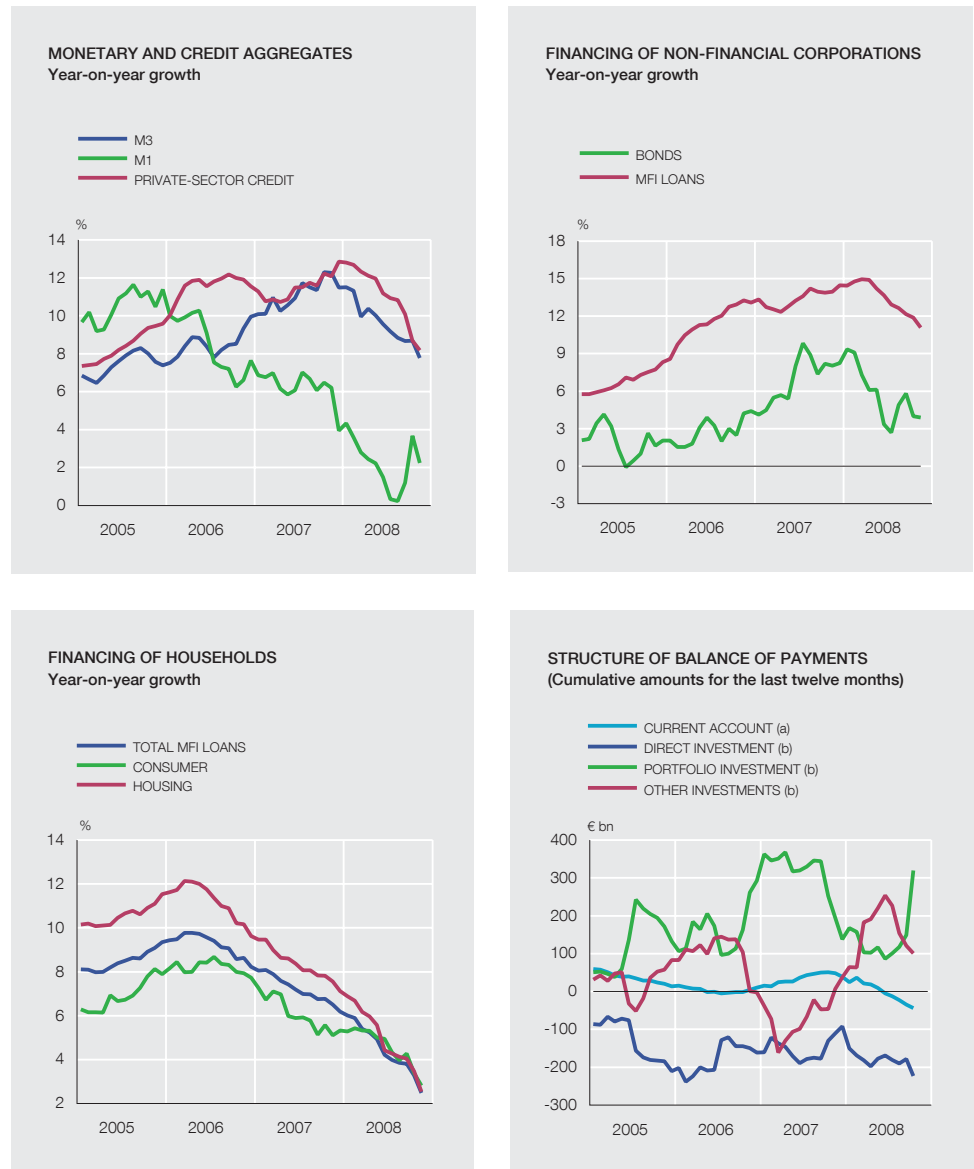 MONETARY AND CREDIT AGGREGATES
Year-on-year growth
M3
M1
PRIVATE-SECTOR CREDIT
%
14
12
10
8
6
4
2
0
2005 2006 2007 2008
FINANCING OF NON-FINANCIAL CORPORATIONS
Year-on-year growth
BONDS
MFI LOANS
%
18
15
12
9
6
3
0
-3
2005 2006 2007 2008
FINANCING OF HOUSEHOLDS
Year-on-year growth
TOTAL MFI LOANS
CONSUMER
HOUSING
%
14
12
10
8
6
4
2
2005 2006 2007 2008
STRUCTURE OF BALANCE OF PAYMENTS
(Cumulative amounts for the last twelve months)
CURRENT ACCOUNT (a)
DIRECT INVESTMENT (b)
PORTFOLIO INVESTMENT (b)
OTHER INVESTMENTS (b)
€ bn
400
300
200
100
0
-100
-200
-300
2005 2006 2007 2008